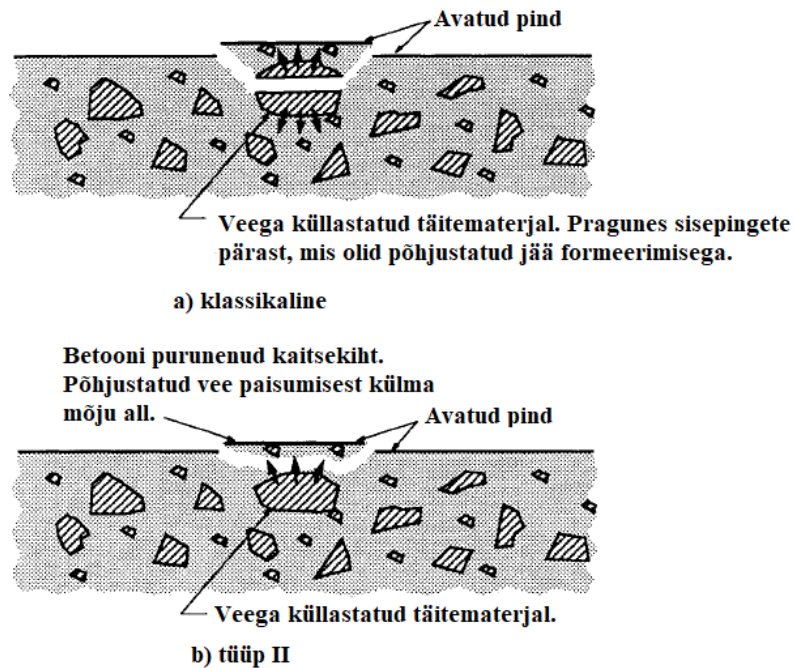 Avatud pind
Veega küllastatud täitematerjal. Pragunes sisepingete
pärast, mis olid põhjustatud jää formeerimisega.
a) klassikaline
Betooni purunenud kaitsekiht.
Põhjustatud vee paisumisest külma
mõju all.
Avatud pind
Veega küllastatud täitematerjal.
b) tüüp II